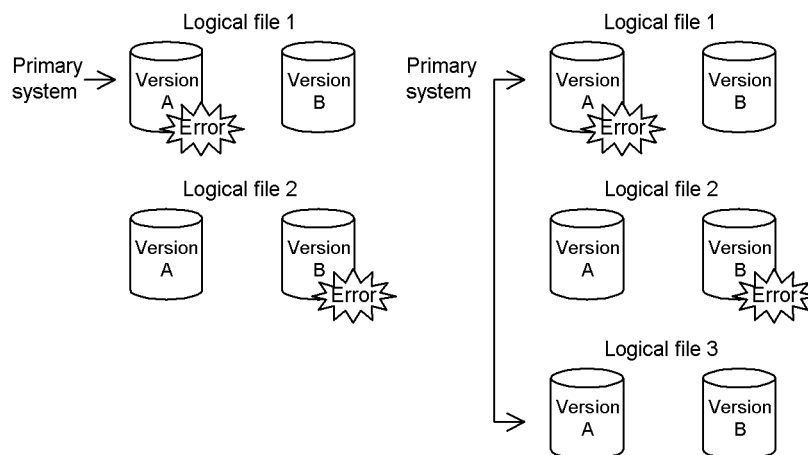 Logical file 1
Primary system
Version A
Error
Version B
Logical file 2
Version A
Version B
Error
Logical file 1
Primary system
Version A
Error
Version B
Logical file 2
Version A
Version B
Error
Logical file 3
Version A
Version B